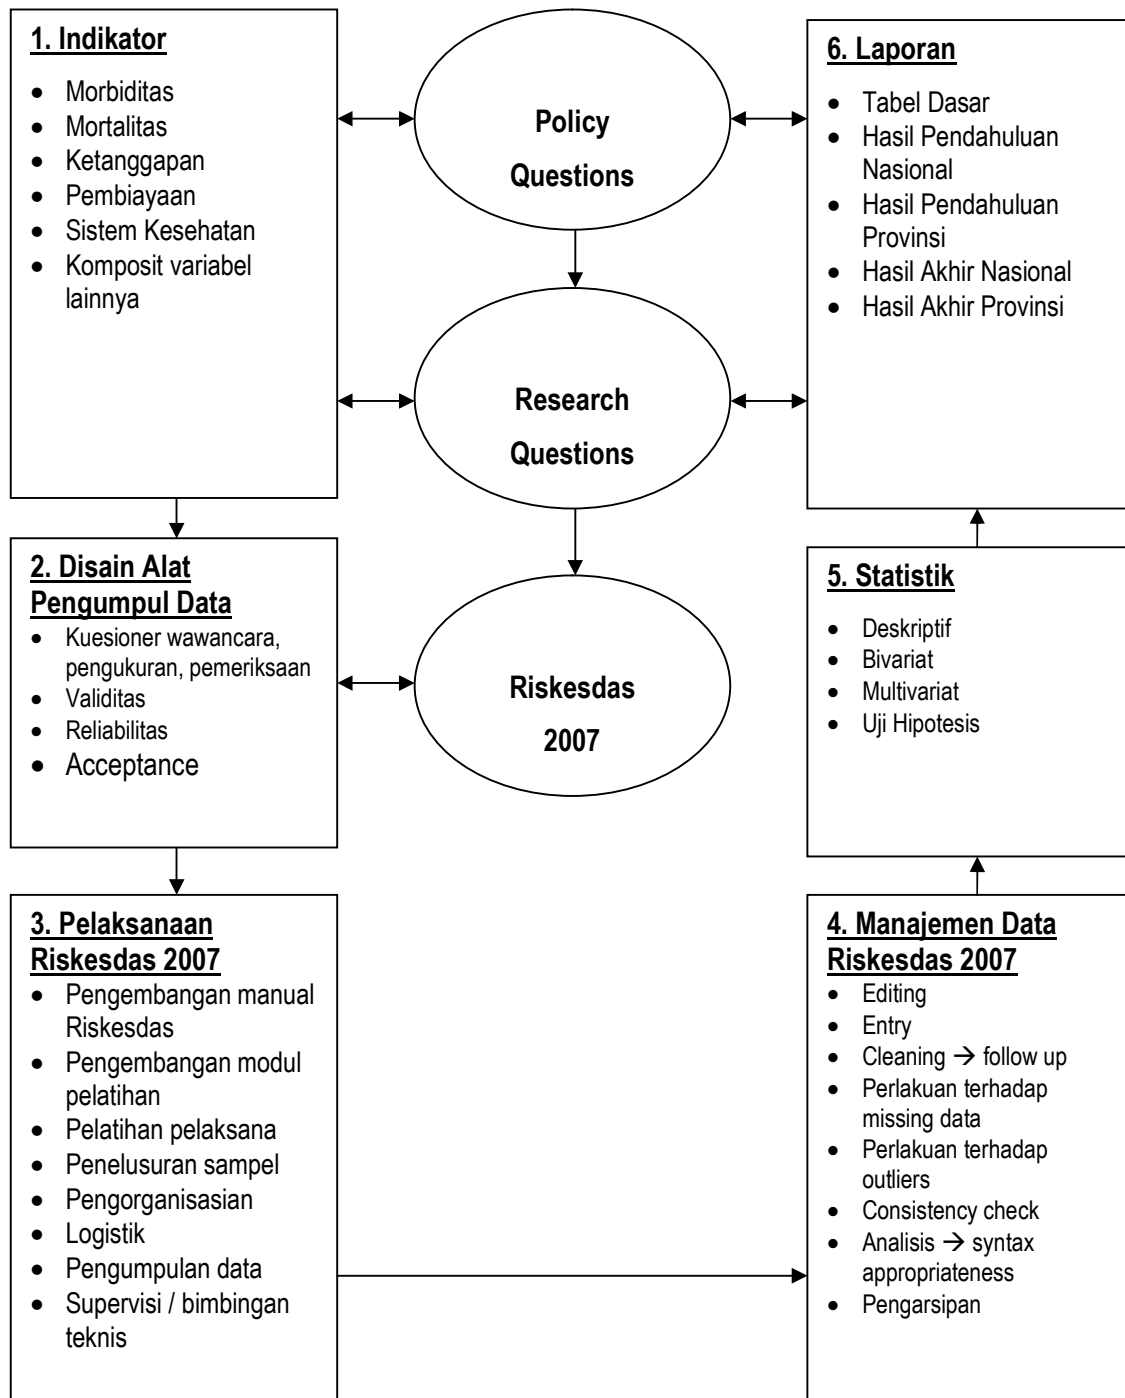 1. Indikator
• Morbiditas
• Mortalitas
• Ketanggapan
• Pembiayaan
• Sistem Kesehatan
• Komposit variabel
lainnya
Policy
Questions
6. Laporan
• Tabel Dasar
• Hasil Pendahuluan
Nasional
• Hasil Pendahuluan
Provinsi
• Hasil Akhir Nasional
• Hasil Akhir Provinsi
Research
Questions
2. Disain Alat
Pengumpul Data
• Kuesioner wawancara,
pengukuran, pemeriksaan
• Validitas
• Reliabilitas
• Acceptance
Riskesdas
2007
5. Statistik
• Deskriptif
• Bivariat
• Multivariat
• Uji Hipotesis
3. Pelaksanaan
Riskesdas 2007
• Pengembangan manual
Riskesdas
• Pengembangan modul
pelatihan
• Pelatihan pelaksana
• Penelusuran sampel
• Pengorganisasian
• Logistik
• Pengumpulan data
• Supervisi / bimbingan
teknis
4. Manajemen Data
Riskesdas 2007
• Editing
• Entry
• Cleaning → follow up
• Perlakuan terhadap
missing data
• Perlakuan terhadap
outliers
• Consistency check
• Analisis → syntax
appropriateness
• Pengarsipan